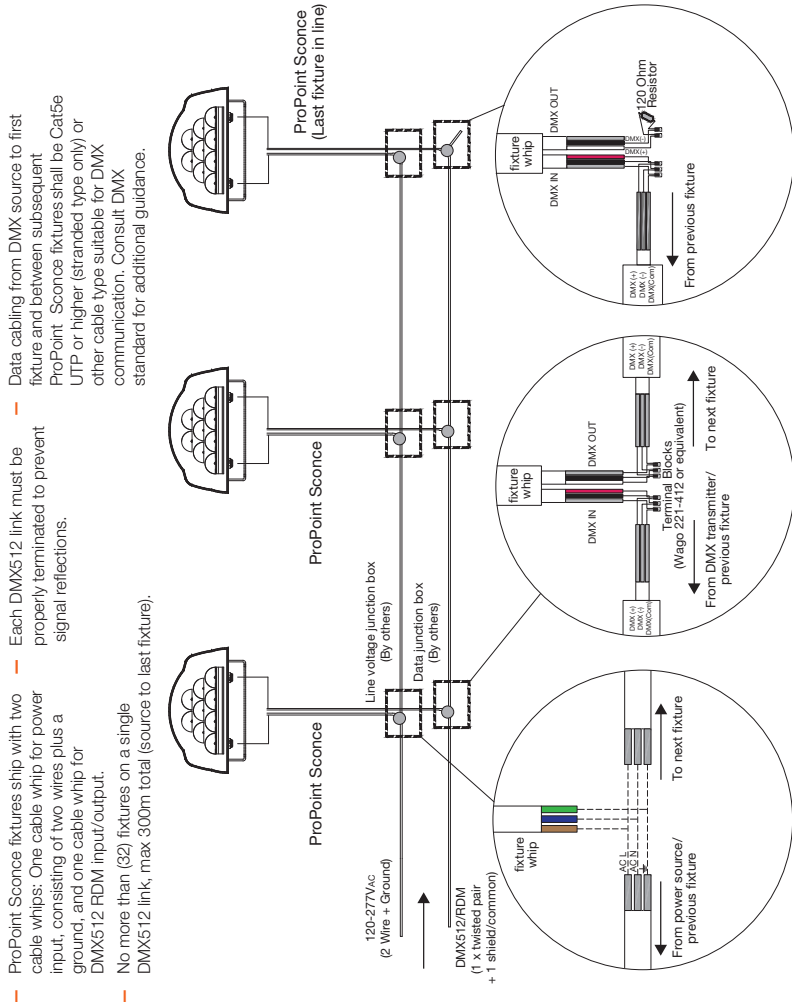 – ProPoint Sconce fixtures ship with two
cable whips: One cable whip for power
input, consisting of two wires plus a
ground, and one cable whip for
DMX512 RDM input/output.
– No more than (32) fixtures on a single
DMX512 link, max 300m total (source to last fixture).
– Each DMX512 link must be
properly terminated to prevent
signal reflections.
– Data cabling from DMX source to first
fixture and between subsequent
ProPoint Sconce fixtures shall be Cat5e
UTP or higher (stranded type only) or
other cable type suitable for DMX
communication. Consult DMX
standard for additional guidance.
ProPoint Sconce
ProPoint Sconce
ProPoint Sconce
(Last fixture in line)
120-277VAC
(2 Wire + Ground)
Line voltage junction box
(By others)
Data junction box
(By others)
DMX512/RDM
(1 x twisted pair
+ 1 shield/common)
fixture
whip
AC L
AC N
From power source/
previous fixture
To next fixture
fixture
whip
DMX IN
DMX OUT
DMX (+)
DMX (-)
DMX(Com)
DMX (+)
DMX (-)
DMX(Com)
Terminal Blocks
(Wago 221-412 or equivalent)
From DMX transmitter/
previous fixture
To next fixture
fixture
whip
DMX IN
DMX OUT
DMX(-)
DMX(+)
120 Ohm
Resistor
DMX (+)
DMX (-)
DMX(Com)
From previous fixture